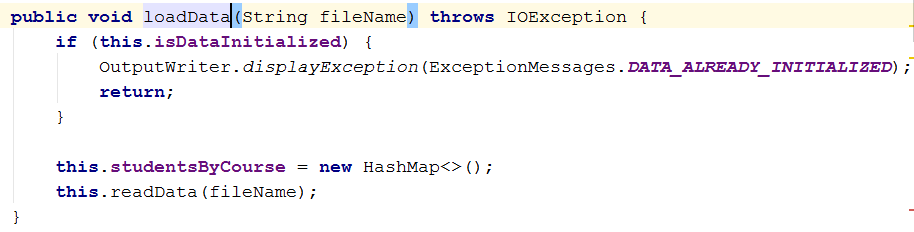 public void loadData(String fileName) throws IOException {
if (this.isDataInitialized) {
OutputWriter.displayException(ExceptionMessages.DATA_ALREADY_INITIALIZED);
return;
}
this.studentsByCourse = new HashMap<>();
this.readData(fileName);
}